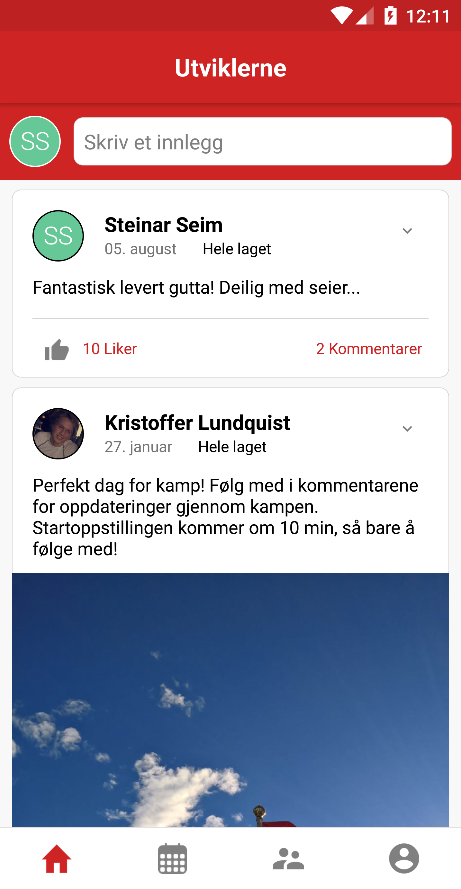 12:11
Utviklerne
SS
Skriv et innlegg
SS
Steinar Seim
05. august Hele laget
Fantastisk levert gutta! Deilig med seier...
10 Liker 2 Kommentarer
Kristoffer Lundquist
27. januar Hele laget
Perfekt dag for kamp! Følg med i kommentarene
for oppdateringer gjennom kampen.
Startoppstillingen kommer om 10 min, så bare å
følge med!